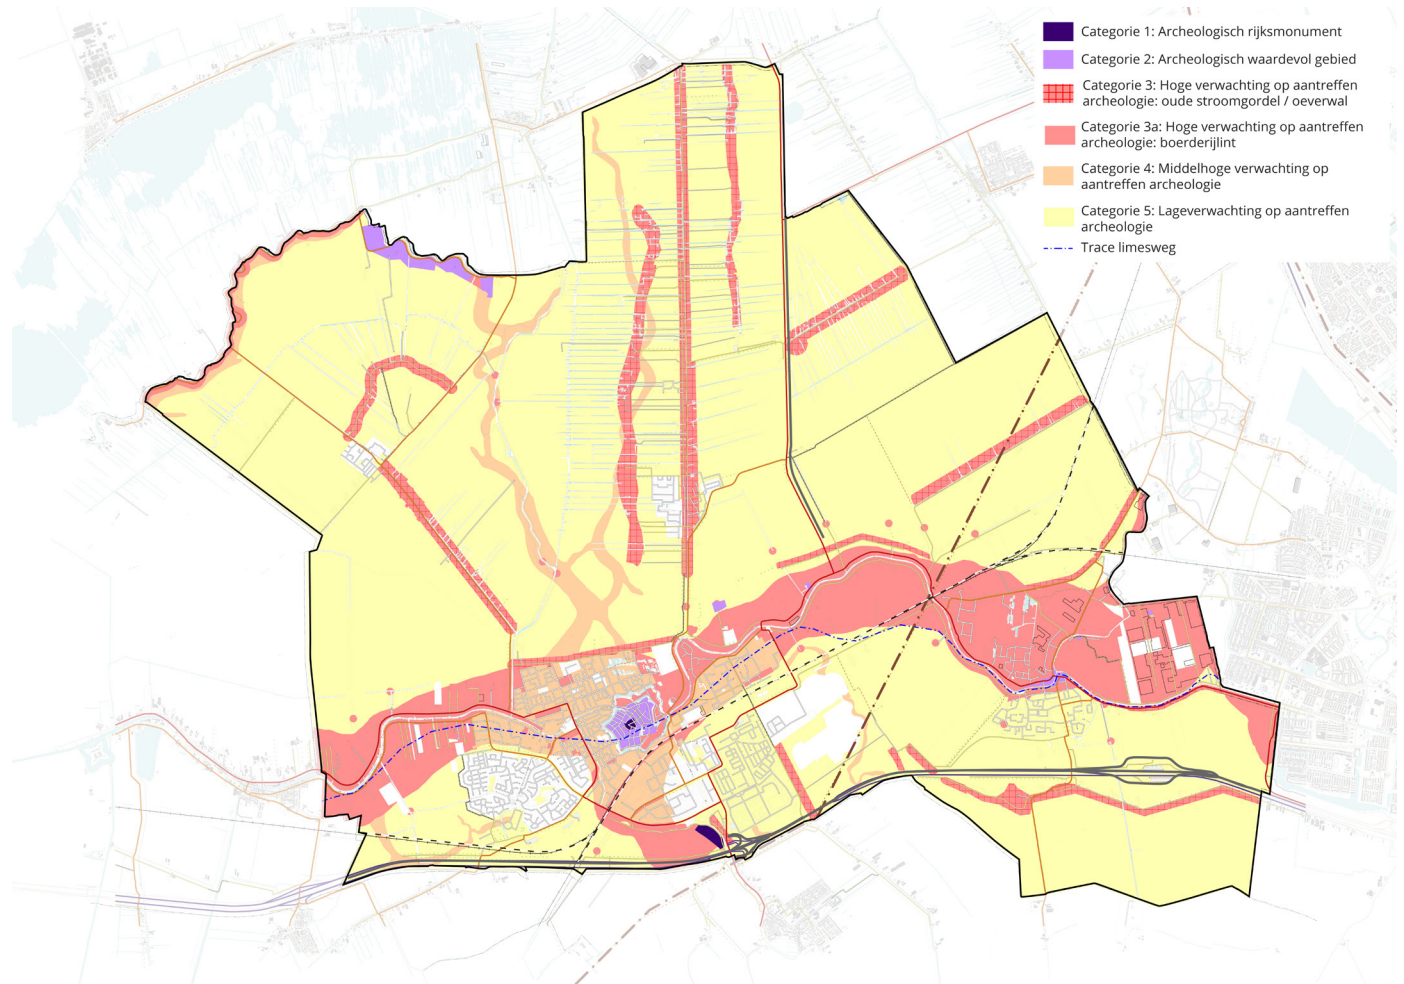 Categorie 1: Archeologisch rijksmonument
Categorie 2: Archeologisch waardevol gebied
Categorie 3: Hoge verwachting op aantreffen
archeologie: oude stroomgordel / oeverwal
Categorie 3a: Hoge verwachting op aantreffen
archeologie: boerderijlint
Categorie 4: Middelhoge verwachting op
aantreffen archeologie
Categorie 5: Lageverwachting op aantreffen
archeologie
Trace limesweg